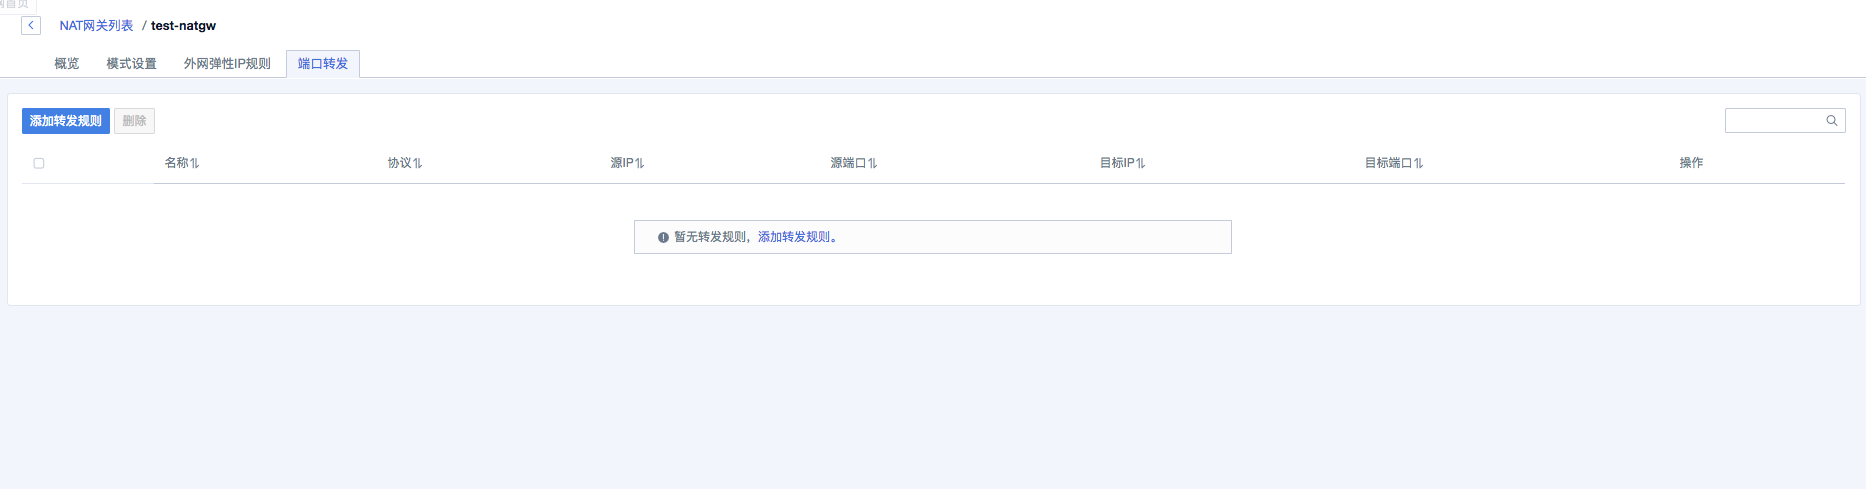 网首页
NAT网关列表 / test-natgw
概览 模式设置 外网弹性IP规则 端口转发
添加转发规则 删除
名称 协议 源IP 源端口 目标IP 目标端口 操作
暂无转发规则，添加转发规则。